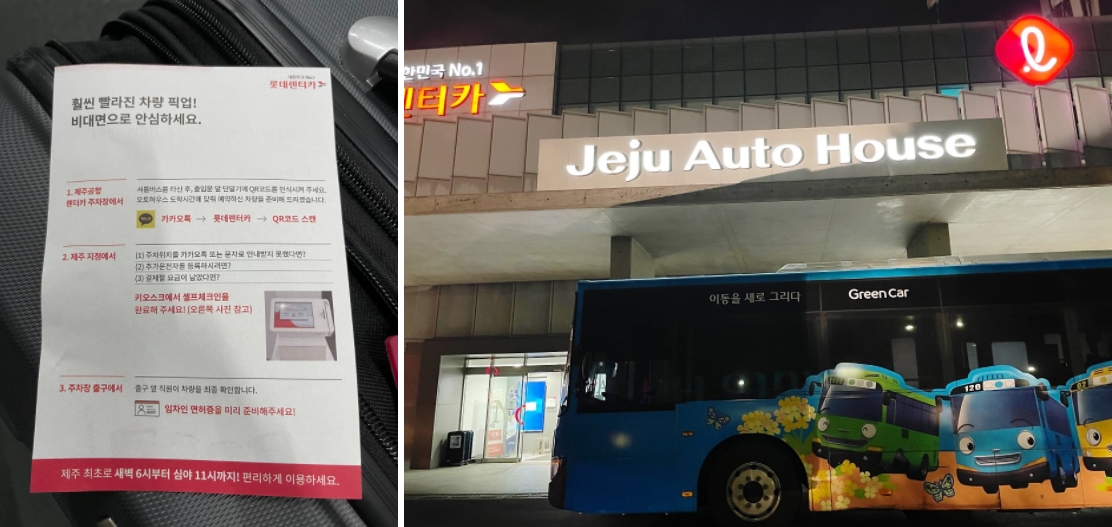 대한민국 No.1
롯데렌터카
훨씬 빨라진 차량 픽업!
비대면으로 안심하세요.
1. 제주공항
렌터카 주차장에서
셔틀버스를 타신 후, 출입문 앞 단말기에 QR코드를 인식시켜 주세요.
오토하우스 도착시간에 맞춰 예약하신 차량을 준비해 드리겠습니다.
카카오톡 → 롯데렌터카 → QR코드 스캔
2. 제주 지점에서
(1) 주차위치를 카카오톡 또는 문자로 안내받지 못했다면?
(2) 추가운전자를 등록하시려면?
(3) 결제할 요금이 남았다면?
키오스크에서 셀프체크인을
완료해 주세요! (오른쪽 사진 참고)
3. 주차장 출구에서
출구 앞 직원이 차량을 최종 확인합니다.
임차인 면허증을 미리 준비해주세요!
제주 최초로 새벽 6시부터 심야 11시까지! 편리하게 이용하세요.
한민국 No.1
렌터카
Jeju Auto House
이동을 새로 그리다
GreenCar
120